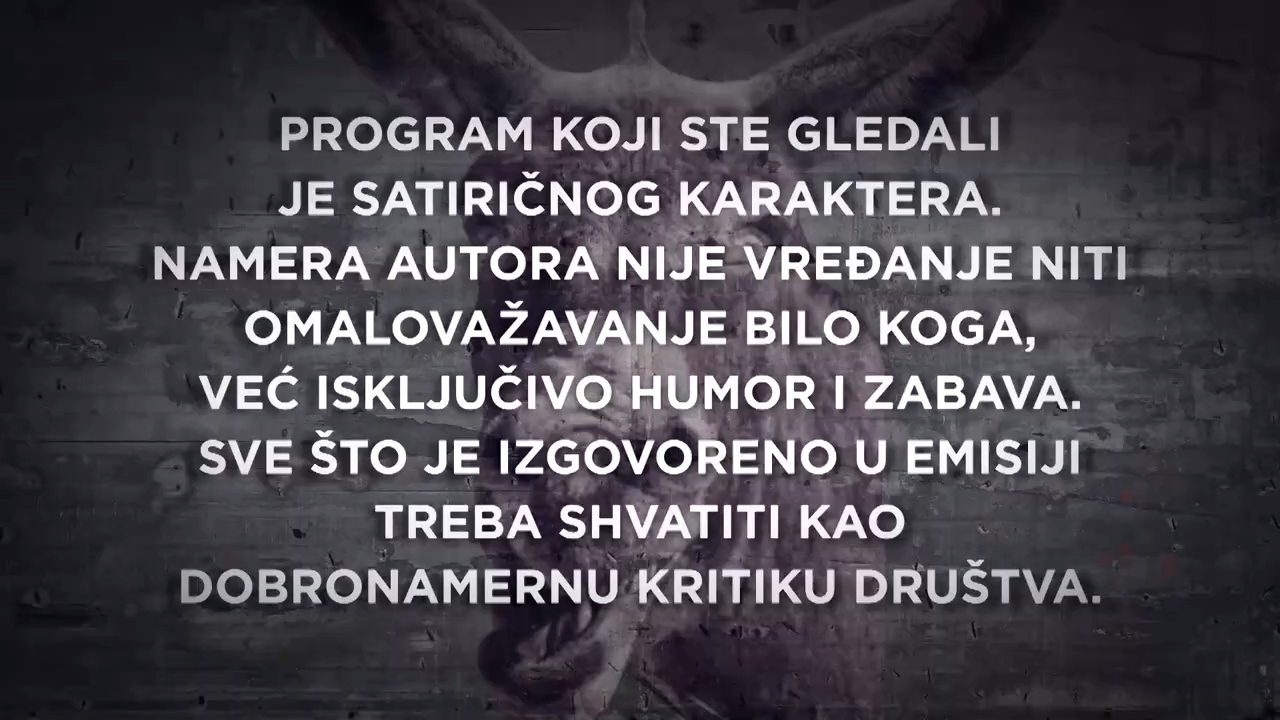 PROGRAM KOJI STE GLEDALI
JE SATIRIČNOG KARAKTERA.
NAMERA AUTORA NIJE VREĐANJE NITI
OMALOVAŽAVANJE BILO KOGA,
VEĆ ISKLJUČIVO HUMOR I ZABAVA.
SVE ŠTO JE IZGOVORENO U EMISIJI
TREBA SHVATITI KAO
DOBRONAMERNU KRITIKU DRUŠTVA.